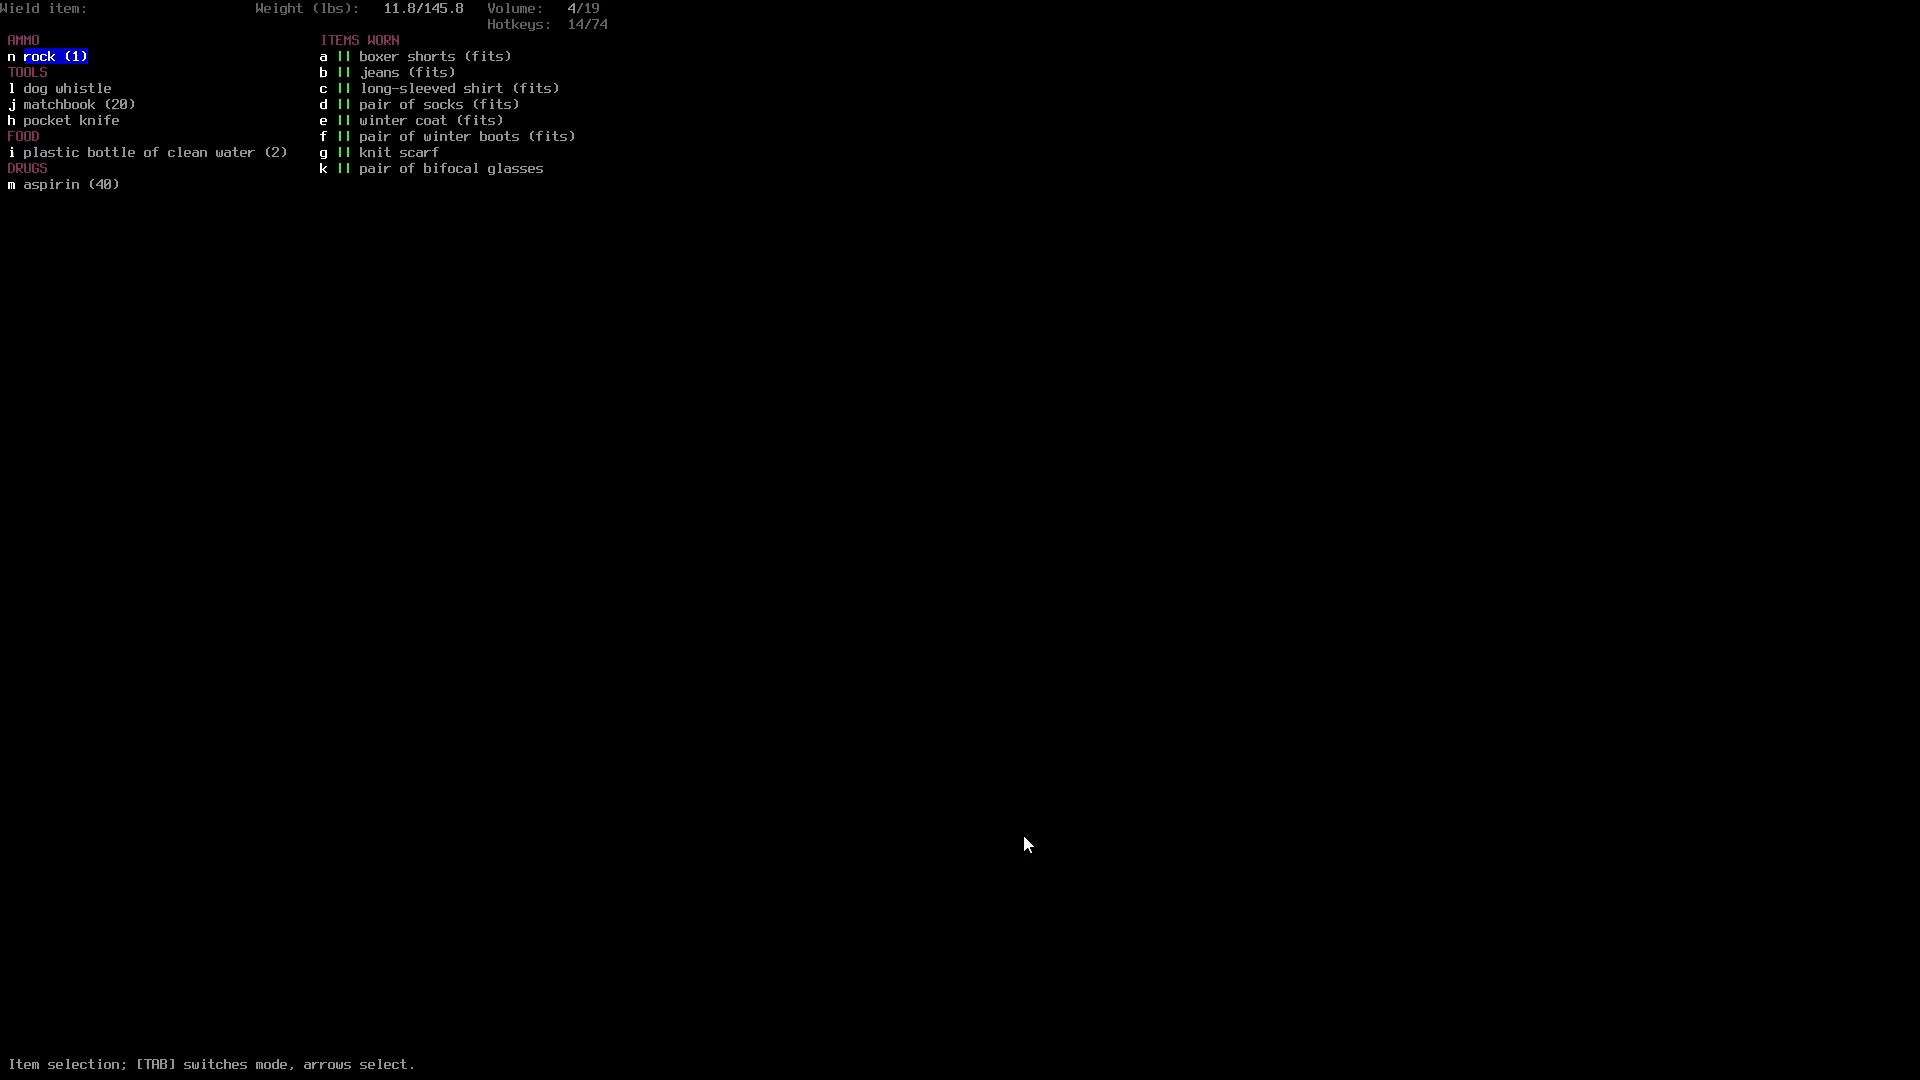 Wield item: Weight (lbs): 11.8/145.8 Volume: 4/19
Hotkeys: 14/74
AMMO
n rock (1)
TOOLS
l dog whistle
j matchbook (20)
h pocket knife
FOOD
i plastic bottle of clean water (2)
DRUGS
m aspirin (40)
ITEMS WORN
a || boxer shorts (fits)
b || jeans (fits)
c || long-sleeved shirt (fits)
d || pair of socks (fits)
e || winter coat (fits)
f || pair of winter boots (fits)
g || knit scarf
k || pair of bifocal glasses
Item selection; [TAB] switches mode, arrows select.